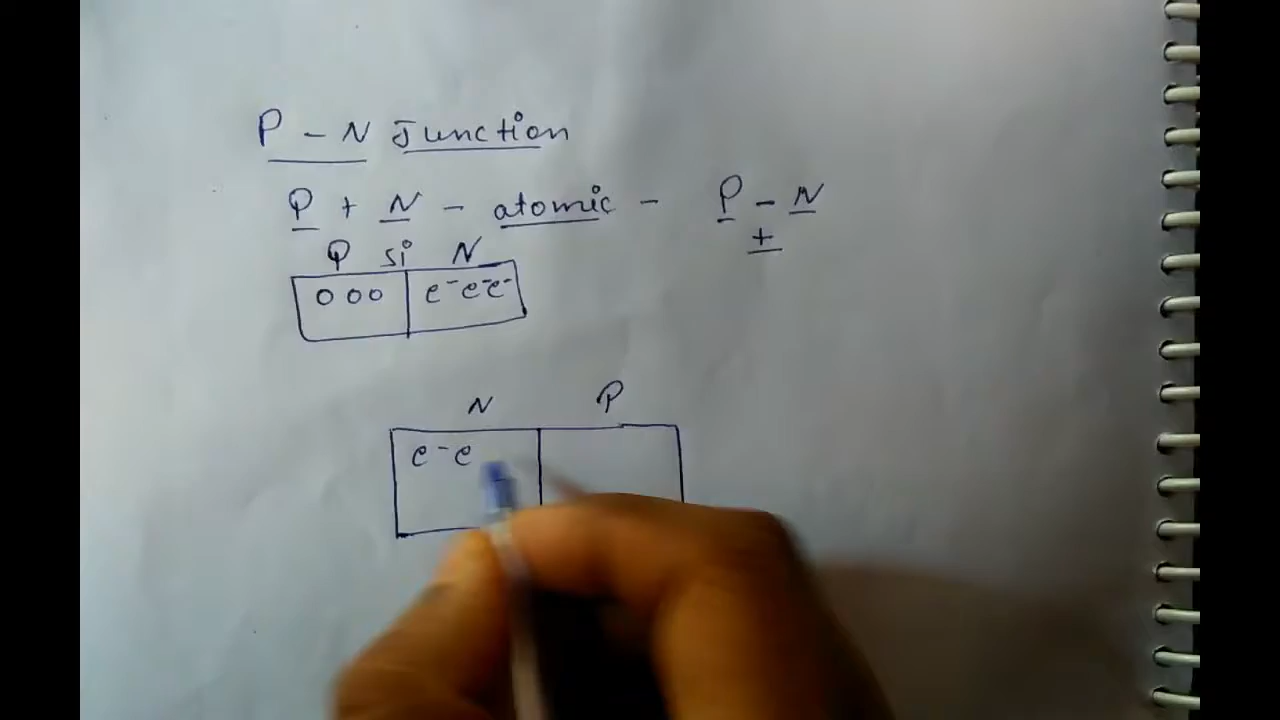 P - N Junction
P + N - atomic - P - N
+
P si N
o o o e⁻ e⁻ e⁻
N P
e⁻ e